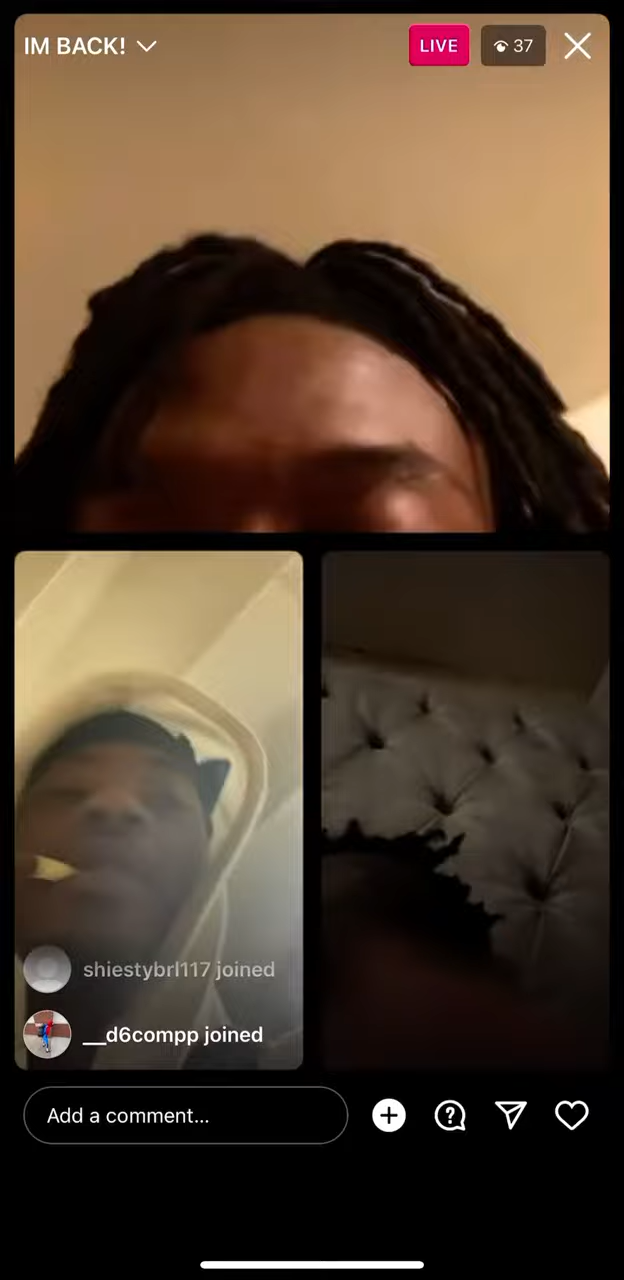 IM BACK!
LIVE
37
shiestybrl117 joined
__d6compp joined
Add a comment...